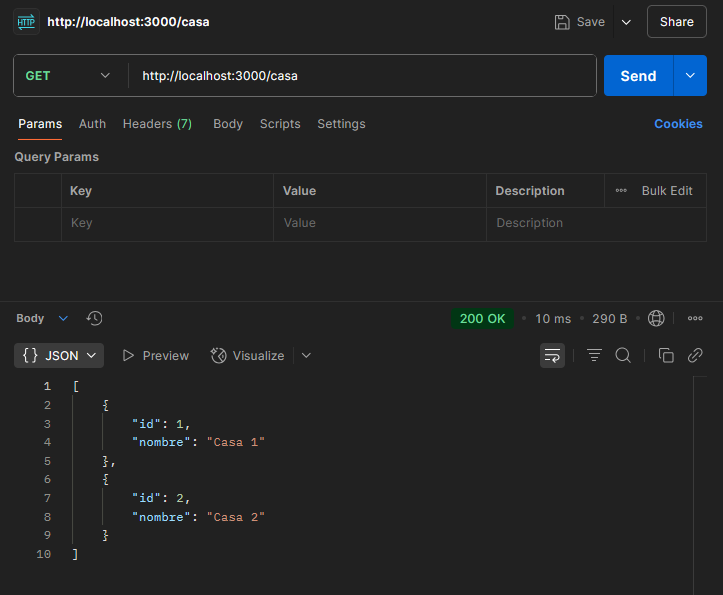 HTTP http://localhost:3000/casa Save Share
GET http://localhost:3000/casa Send
Params Auth Headers (7) Body Scripts Settings Cookies
Query Params
Key Value Description Bulk Edit
Key Value Description
Body 200 OK 10 ms 290 B
{} JSON Preview Visualize
1 [
2 {
3 "id": 1,
4 "nombre": "Casa 1"
5 },
6 {
7 "id": 2,
8 "nombre": "Casa 2"
9 }
10 ]